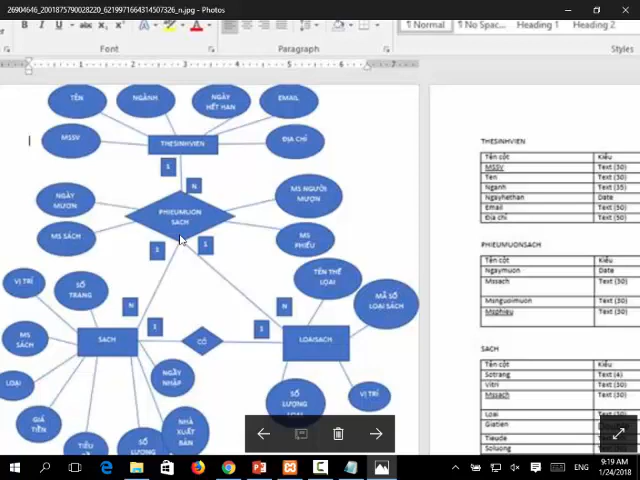 26904646_2001875790028220_6219971664314507326_n.jpg - Photos
¶ Normal
¶ No Spac...
Heading 1
Heading 2
Font
Paragraph
Styles
TÊN
NGÀNH
NGÀY
HẾT HẠN
EMAIL
MSSV
THESINHVIEN
ĐỊA CHỈ
1
N
NGÀY
MƯỢN
PHIEUMUON
SACH
MS NGƯỜI
MƯỢN
MS SÁCH
MS
PHIẾU
1
1
VỊ TRÍ
SỐ
TRANG
TÊN THỂ
LOẠI
MÃ SỐ
LOẠI SÁCH
N
N
MS
SÁCH
SACH
1
CÓ
1
LOAISACH
LOẠI
NGÀY
NHẬP
SỐ
LƯỢNG
VỊ TRÍ
GIÁ
TIỀN
TIÊU
SỐ
LƯỢNG
NHÀ
XUẤT
BẢN
THESINHVIEN
Tên cột Kiểu
MSSV Text (30)
Ten Text (30)
Nganh Text (35)
Ngayhethan Date
Email Text (50)
Địa chỉ Text (50)
PHIEUMUONSACH
Tên cột Kiểu
Ngaymuon Date
Mssach Text (30)
Msnguoimuon Text (30)
Msphieu Text (30)
SACH
Tên cột Kiểu
Sotrang Text (4)
Vitri Text (30)
Mssach Text (30)
Loai Text (30)
Giatien
Tieude
Soluong
ENG
9:19 AM
1/24/2018